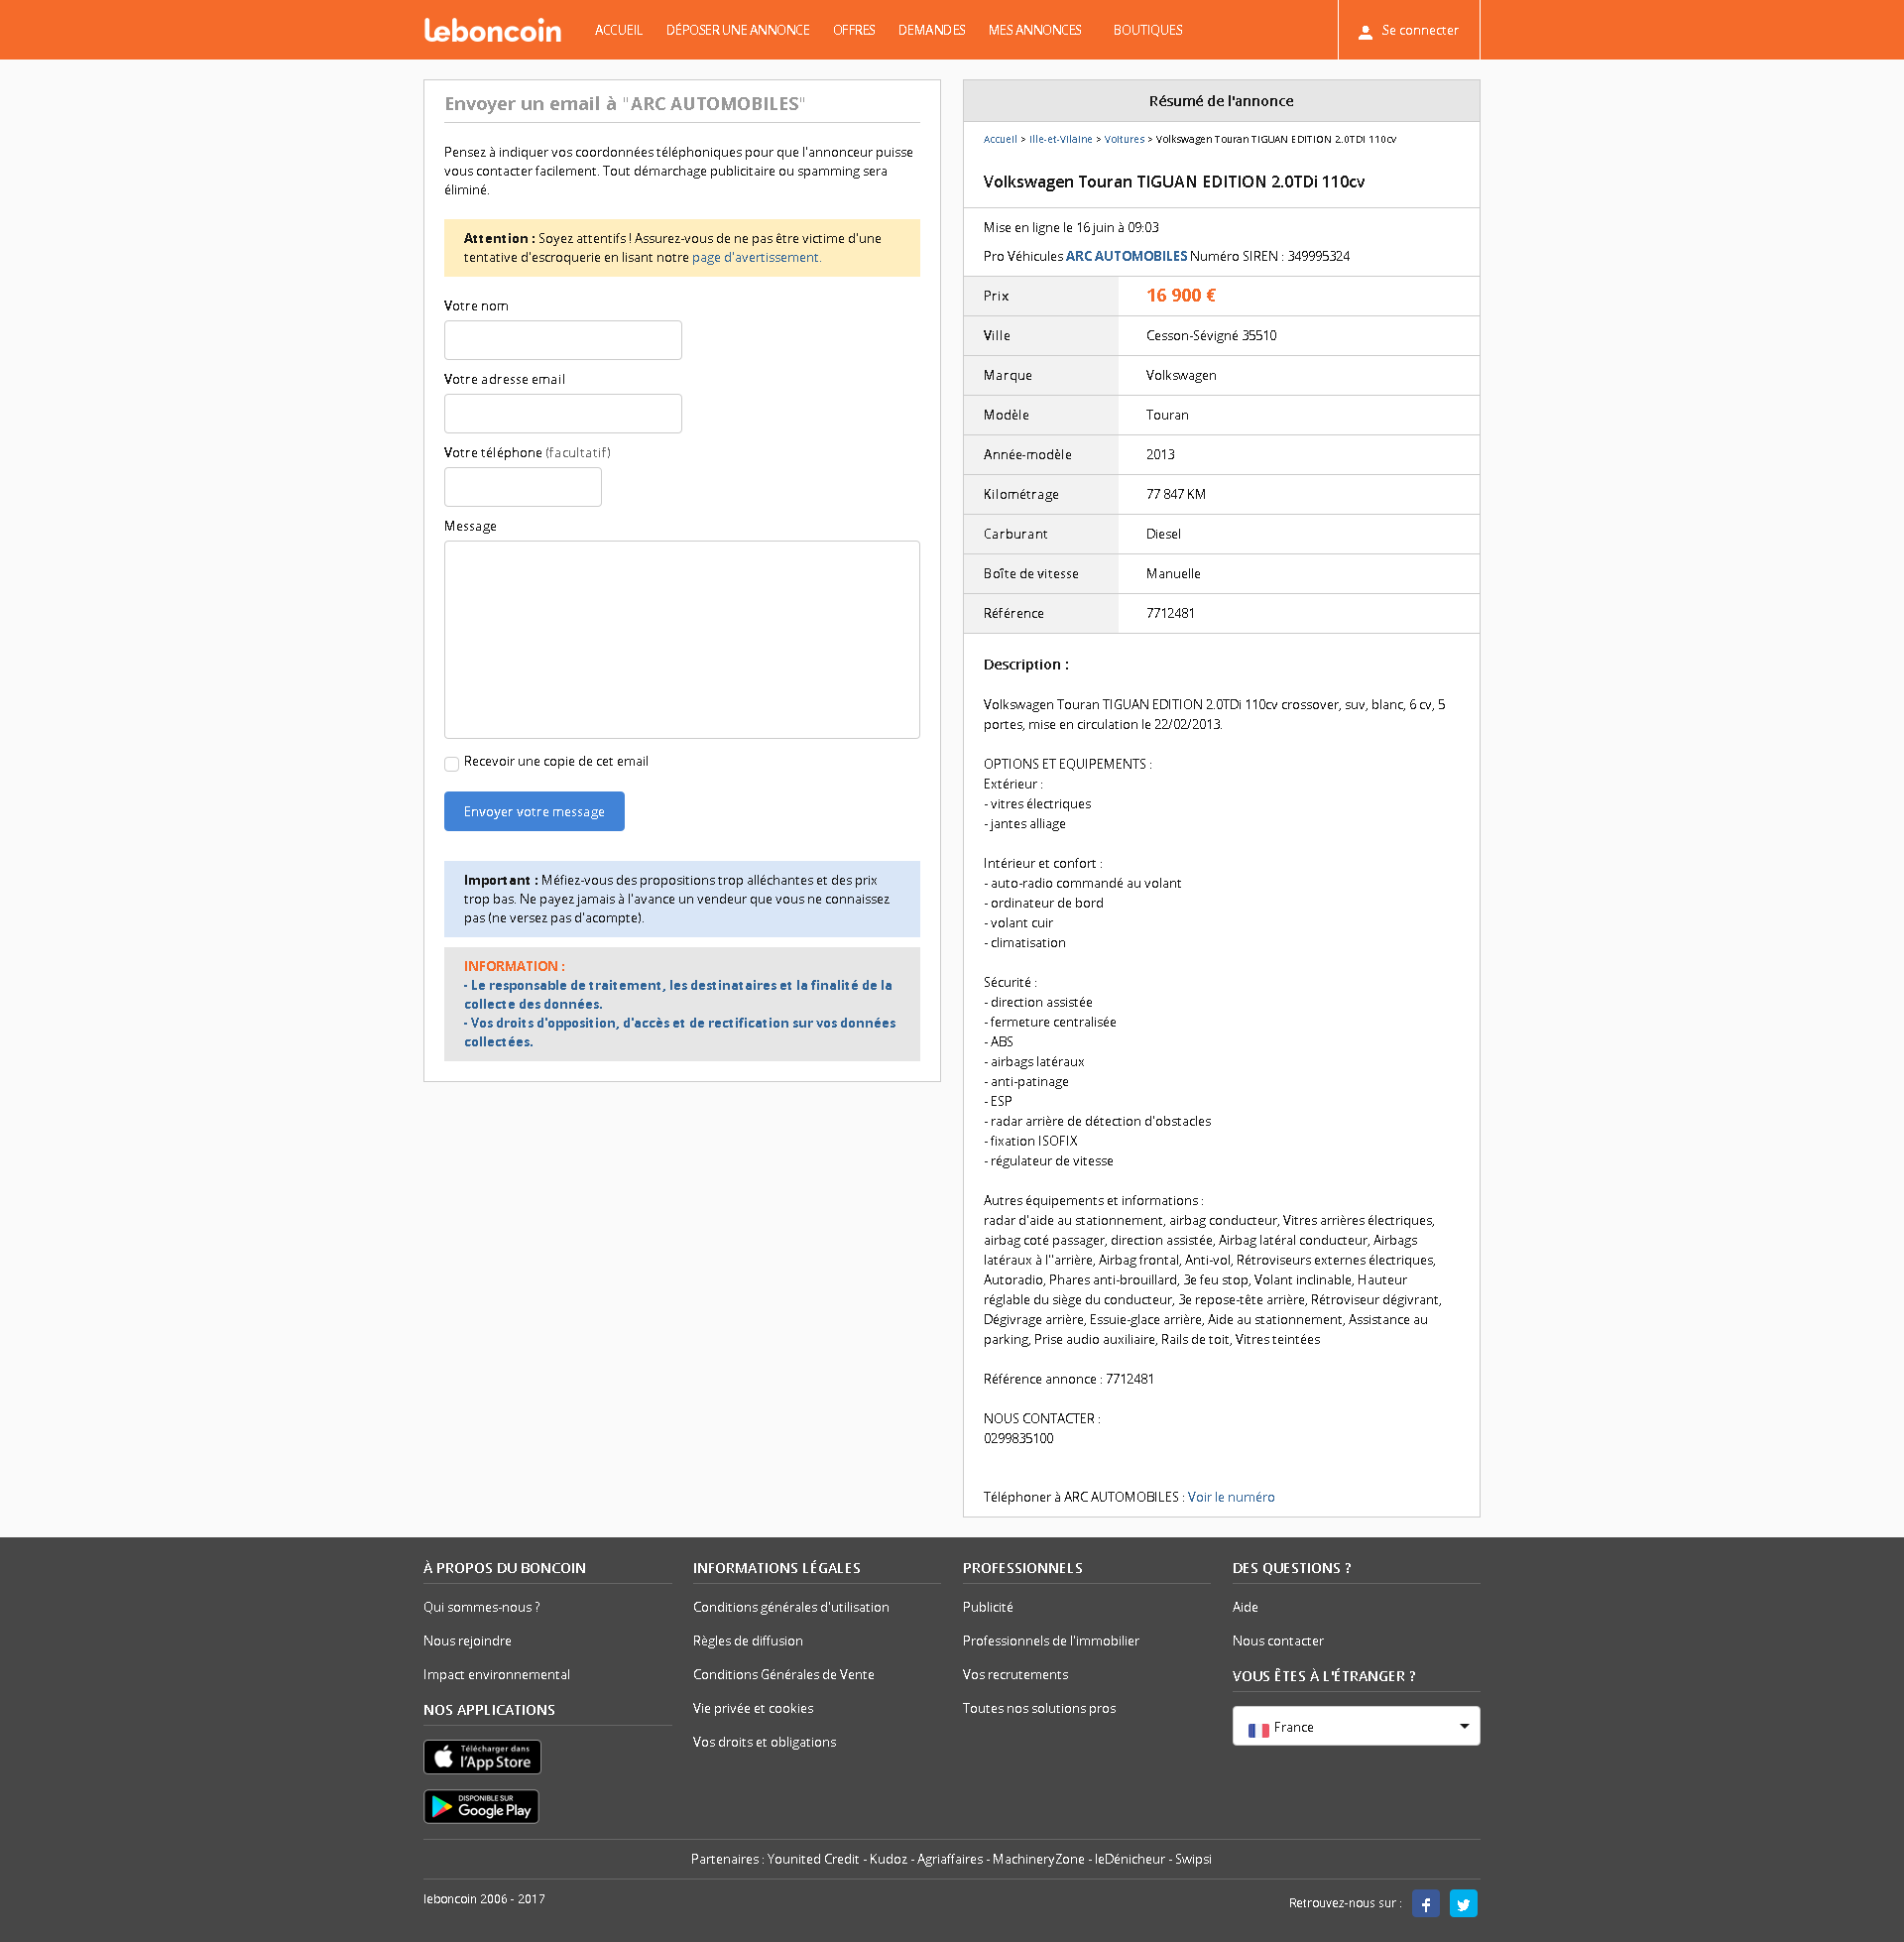 leboncoin
ACCUEIL DÉPOSER UNE ANNONCE OFFRES DEMANDES MES ANNONCES BOUTIQUES
Se connecter
Envoyer un email à "ARC AUTOMOBILES"
Pensez à indiquer vos coordonnées téléphoniques pour que l'annonceur puisse
vous contacter facilement. Tout démarchage publicitaire ou spamming sera
éliminé.
Attention : Soyez attentifs ! Assurez-vous de ne pas être victime d'une
tentative d'escroquerie en lisant notre page d'avertissement.
Votre nom
Votre adresse email
Votre téléphone (facultatif)
Message
Recevoir une copie de cet email
Envoyer votre message
Important : Méfiez-vous des propositions trop alléchantes et des prix
trop bas. Ne payez jamais à l'avance un vendeur que vous ne connaissez
pas (ne versez pas d'acompte).
INFORMATION :
- Le responsable de traitement, les destinataires et la finalité de la
collecte des données.
- Vos droits d'opposition, d'accès et de rectification sur vos données
collectées.
Résumé de l'annonce
Accueil > Ille-et-Vilaine > Voitures > Volkswagen Touran TIGUAN EDITION 2.0TDi 110cv
Volkswagen Touran TIGUAN EDITION 2.0TDi 110cv
Mise en ligne le 16 juin à 09:03
Pro Véhicules ARC AUTOMOBILES Numéro SIREN : 349995324
Prix 16 900 €
Ville Cesson-Sévigné 35510
Marque Volkswagen
Modèle Touran
Année-modèle 2013
Kilométrage 77 847 KM
Carburant Diesel
Boîte de vitesse Manuelle
Référence 7712481
Description :
Volkswagen Touran TIGUAN EDITION 2.0TDi 110cv crossover, suv, blanc, 6 cv, 5
portes, mise en circulation le 22/02/2013.
OPTIONS ET EQUIPEMENTS :
Extérieur :
- vitres électriques
- jantes alliage
Intérieur et confort :
- auto-radio commandé au volant
- ordinateur de bord
- volant cuir
- climatisation
Sécurité :
- direction assistée
- fermeture centralisée
- ABS
- airbags latéraux
- anti-patinage
- ESP
- radar arrière de détection d'obstacles
- fixation ISOFIX
- régulateur de vitesse
Autres équipements et informations :
radar d'aide au stationnement, airbag conducteur, Vitres arrières électriques,
airbag coté passager, direction assistée, Airbag latéral conducteur, Airbags
latéraux à l''arrière, Airbag frontal, Anti-vol, Rétroviseurs externes électriques,
Autoradio, Phares anti-brouillard, 3e feu stop, Volant inclinable, Hauteur
réglable du siège du conducteur, 3e repose-tête arrière, Rétroviseur dégivrant,
Dégivrage arrière, Essuie-glace arrière, Aide au stationnement, Assistance au
parking, Prise audio auxiliaire, Rails de toit, Vitres teintées
Référence annonce : 7712481
NOUS CONTACTER :
0299835100
Téléphoner à ARC AUTOMOBILES : Voir le numéro
À PROPOS DU BONCOIN
Qui sommes-nous ?
Nous rejoindre
Impact environnemental
NOS APPLICATIONS
Télécharger dans
l'App Store
DISPONIBLE SUR
Google Play
INFORMATIONS LÉGALES
Conditions générales d'utilisation
Règles de diffusion
Conditions Générales de Vente
Vie privée et cookies
Vos droits et obligations
PROFESSIONNELS
Publicité
Professionnels de l'immobilier
Vos recrutements
Toutes nos solutions pros
DES QUESTIONS ?
Aide
Nous contacter
VOUS ÊTES À L'ÉTRANGER ?
France
Partenaires : Younited Credit - Kudoz - Agriaffaires - MachineryZone - leDénicheur - Swipsi
leboncoin 2006 - 2017
Retrouvez-nous sur :